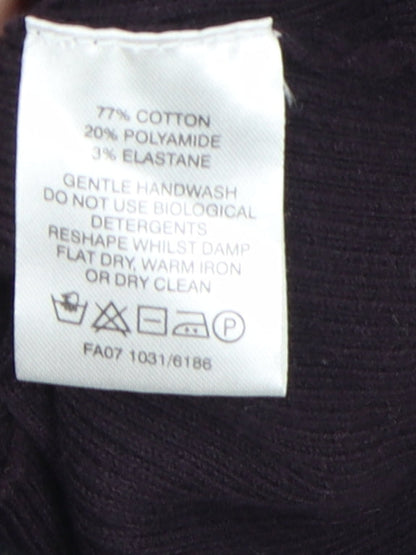 77% COTTON
20% POLYAMIDE
3% ELASTANE
GENTLE HANDWASH
DO NOT USE BIOLOGICAL
DETERGENTS
RESHAPE WHILST DAMP
FLAT DRY, WARM IRON
OR DRY CLEAN
P
FA07 1031/6186